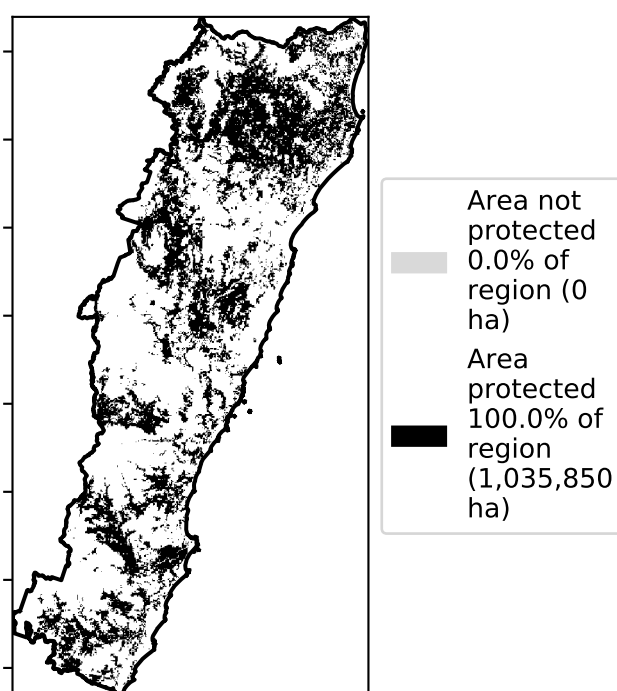 Area not
protected
0.0% of
region (0
ha)
Area
protected
100.0% of
region
(1,035,850
ha)